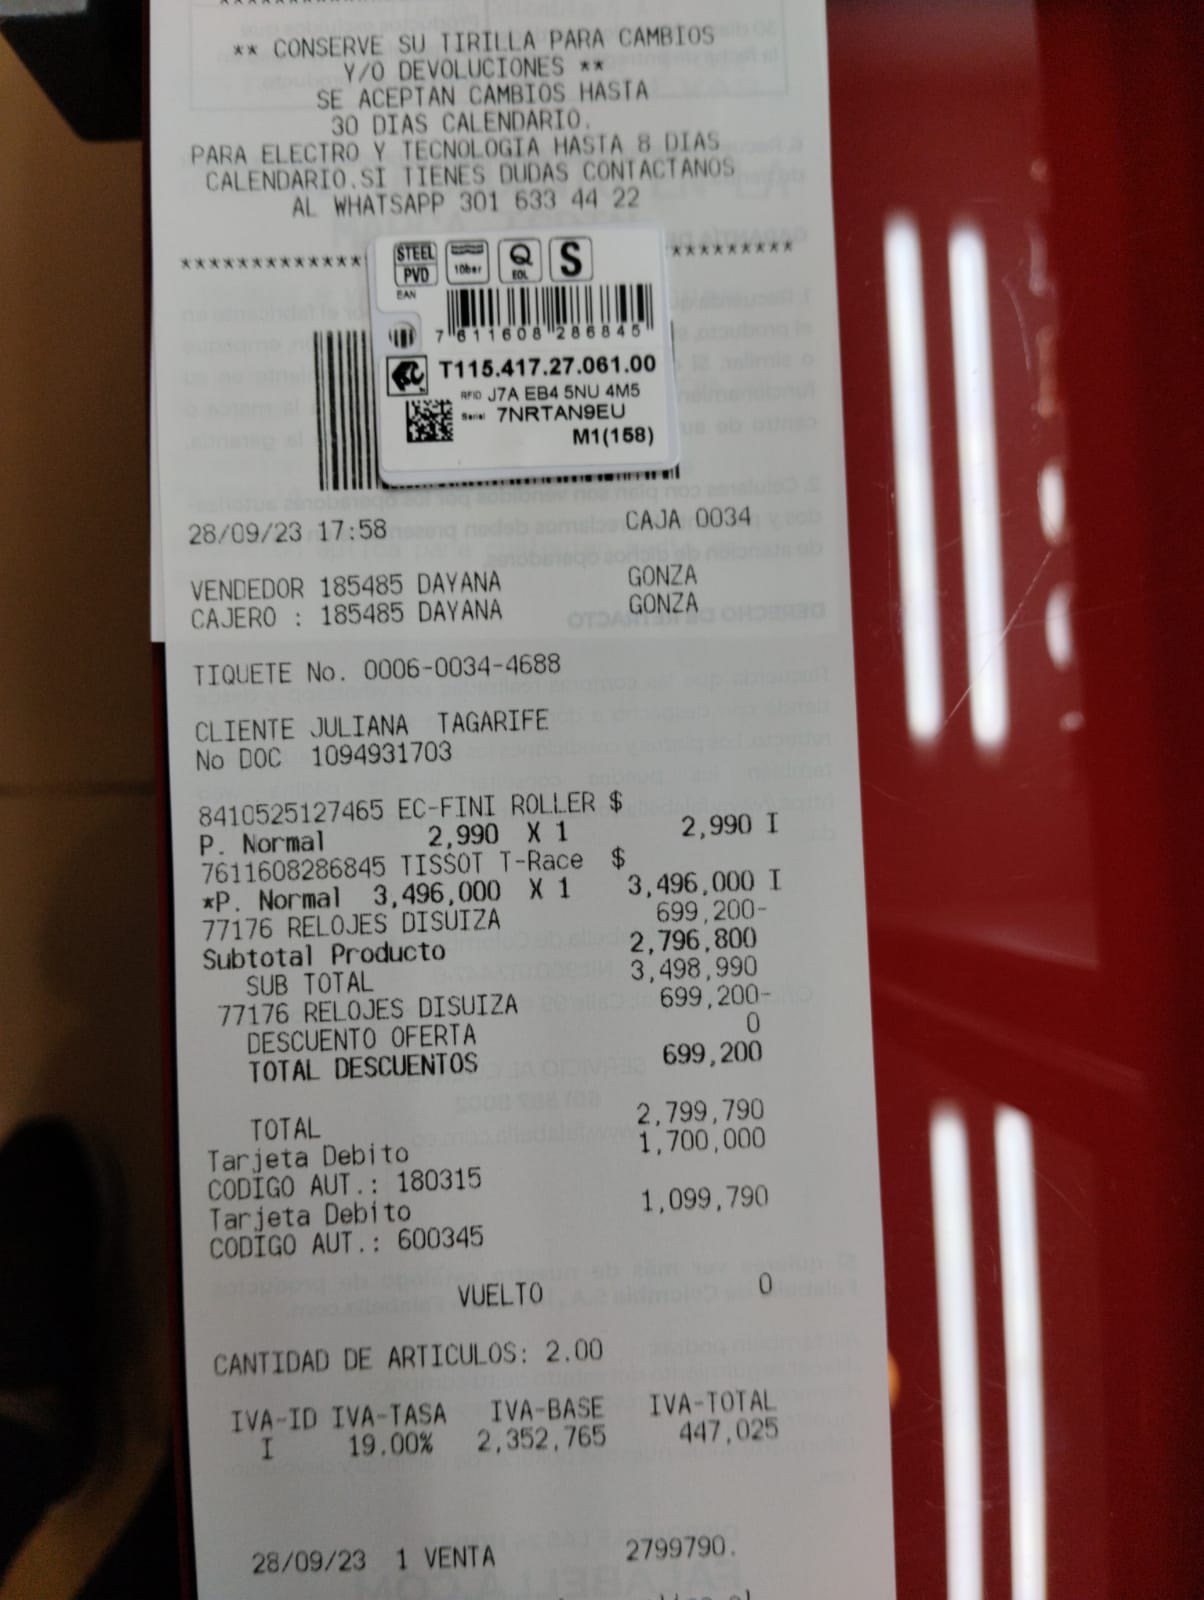 ** CONSERVE SU TIRILLA PARA CAMBIOS
Y/O DEVOLUCIONES **
SE ACEPTAN CAMBIOS HASTA
30 DIAS CALENDARIO.
PARA ELECTRO Y TECNOLOGIA HASTA 8 DIAS
CALENDARIO.SI TIENES DUDAS CONTACTANOS
AL WHATSAPP 301 633 44 22
STEEL PVD 10bar Q EOL S
EAN
7 611608 286845
T115.417.27.061.00
RFID J7A EB4 5NU 4M5
Serial 7NRTAN9EU
M1(158)
28/09/23 17:58 CAJA 0034
VENDEDOR 185485 DAYANA GONZA
CAJERO : 185485 DAYANA GONZA
TIQUETE No. 0006-0034-4688
CLIENTE JULIANA TAGARIFE
No DOC 1094931703
8410525127465 EC-FINI ROLLER $
P. Normal 2,990 X 1 2,990 I
7611608286845 TISSOT T-Race $
*P. Normal 3,496,000 X 1 3,496,000 I
77176 RELOJES DISUIZA 699,200-
Subtotal Producto 2,796,800
SUB TOTAL 3,498,990
77176 RELOJES DISUIZA 699,200-
DESCUENTO OFERTA 0
TOTAL DESCUENTOS 699,200
TOTAL 2,799,790
Tarjeta Debito 1,700,000
CODIGO AUT.: 180315
Tarjeta Debito 1,099,790
CODIGO AUT.: 600345
VUELTO 0
CANTIDAD DE ARTICULOS: 2.00
IVA-ID IVA-TASA IVA-BASE IVA-TOTAL
I 19.00% 2,352,765 447,025
28/09/23 1 VENTA 2799790.